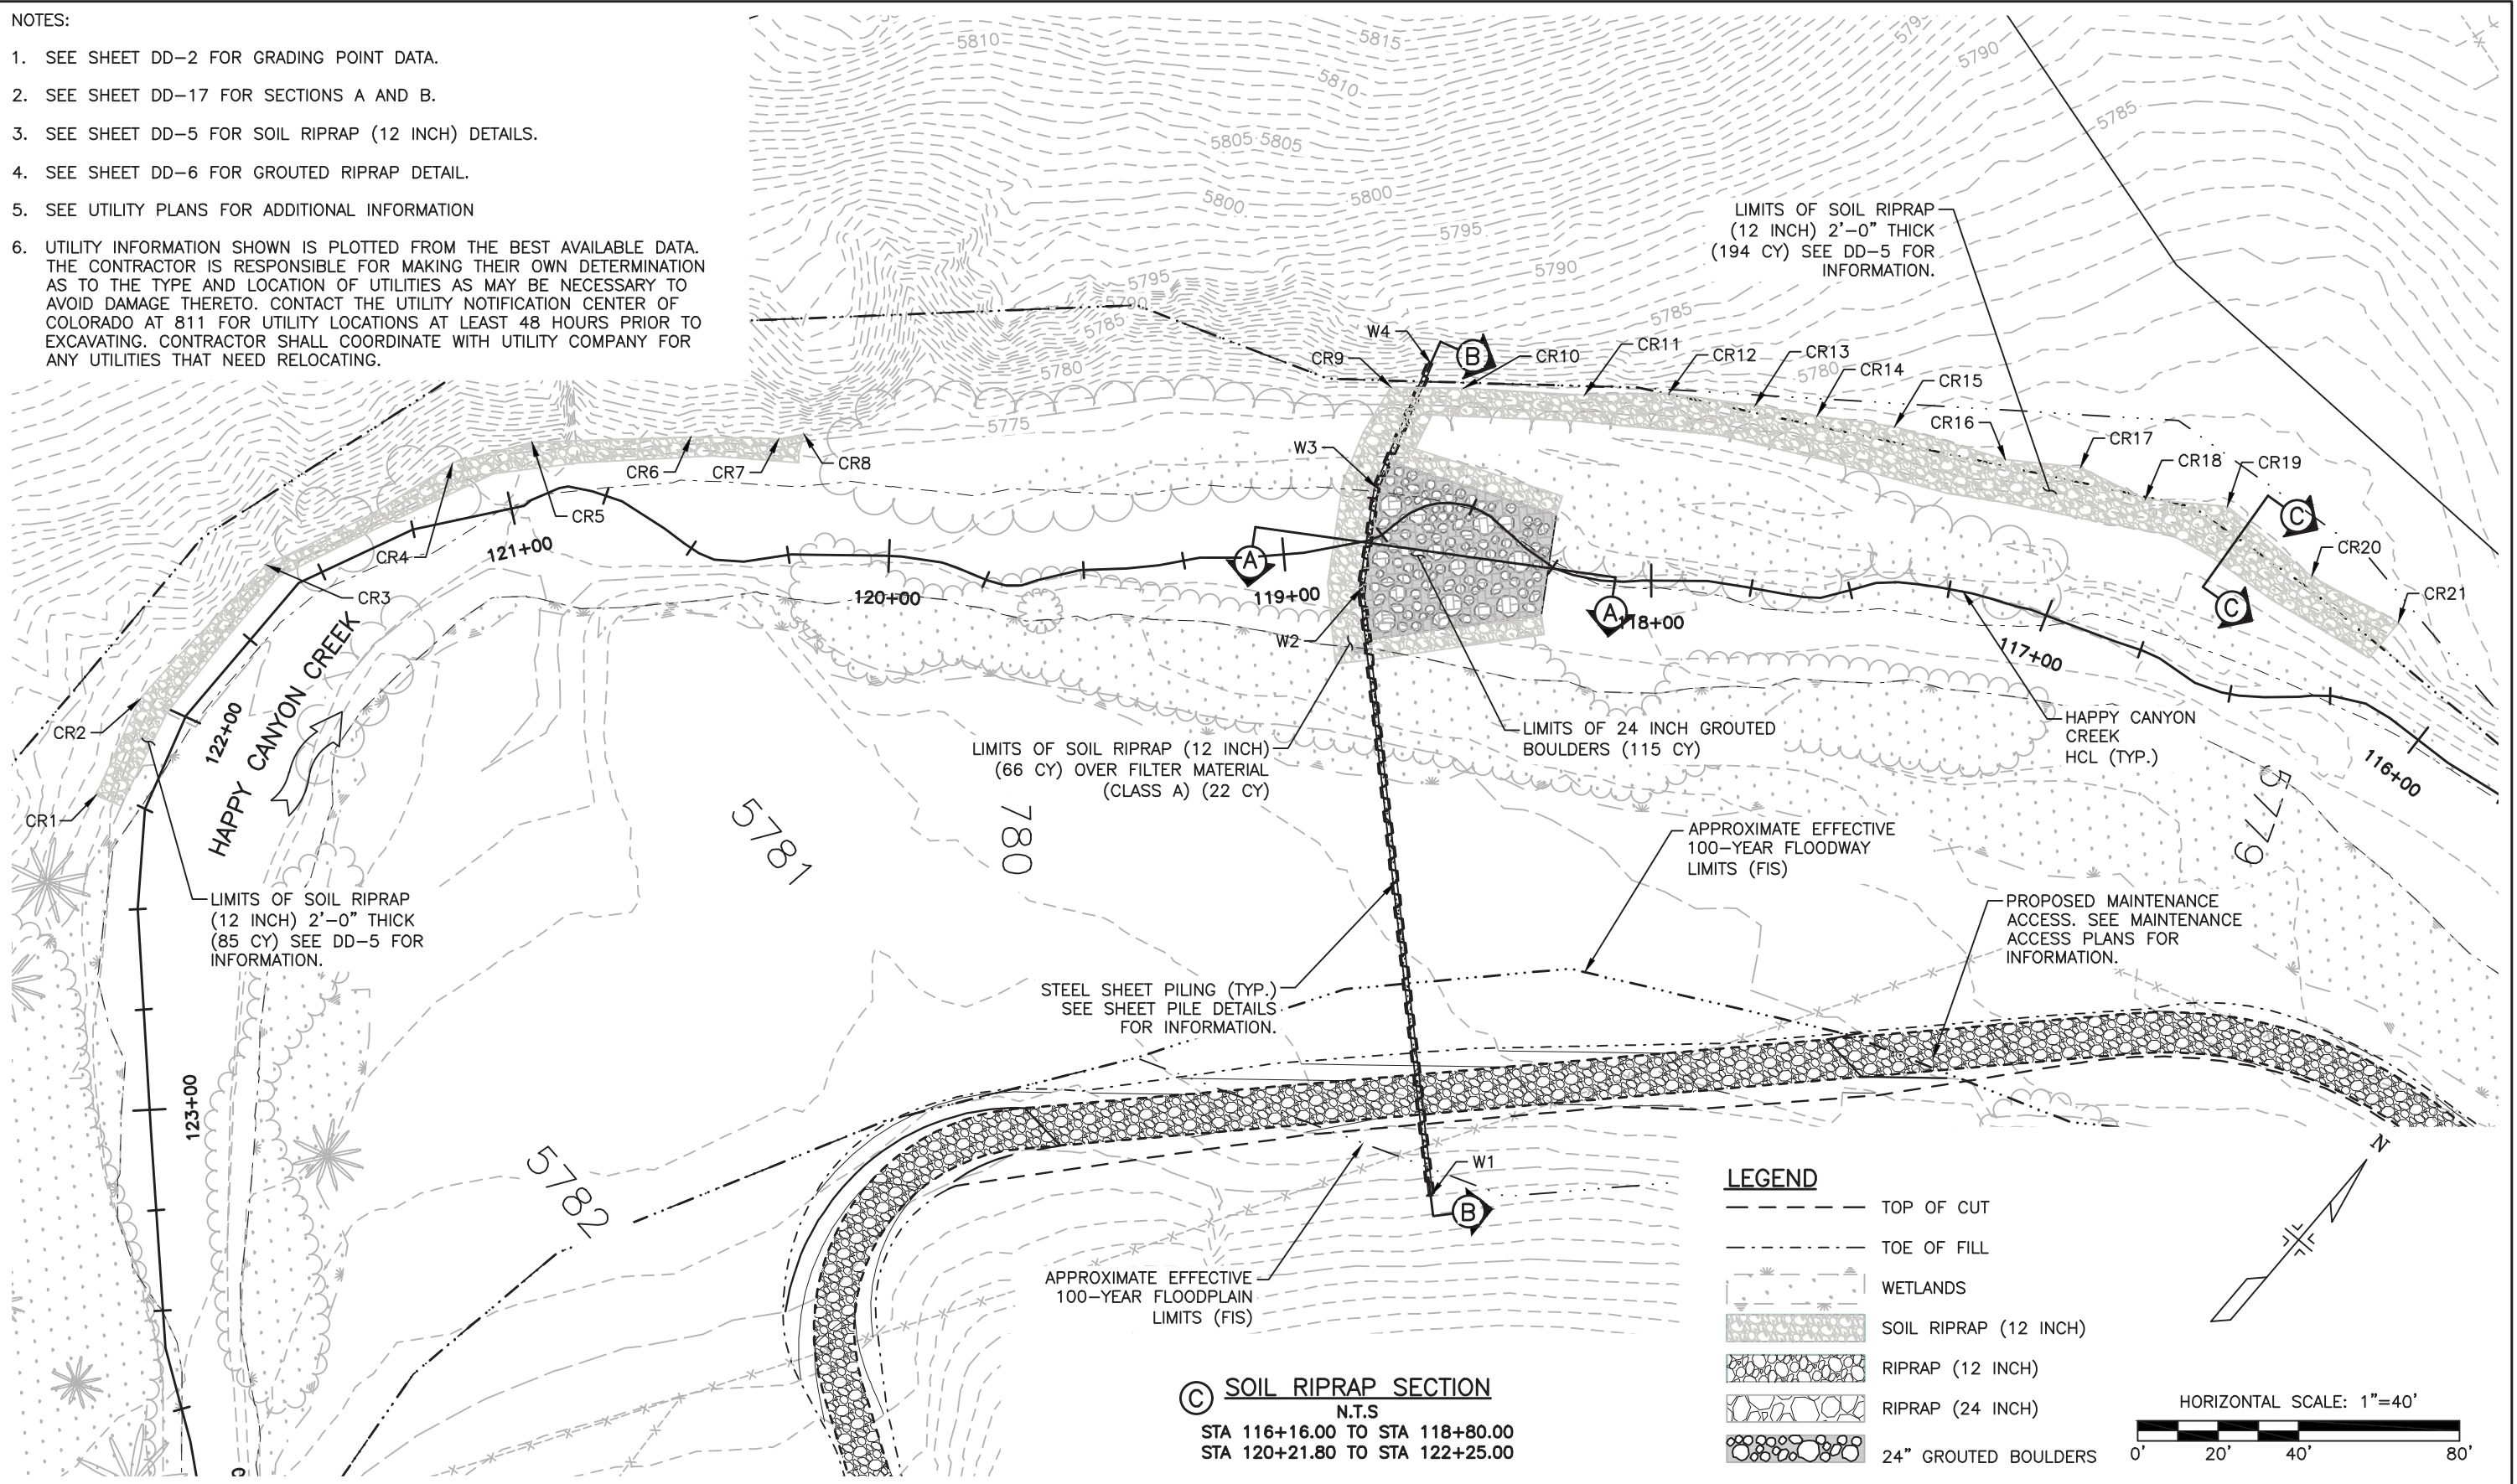 NOTES:
1. SEE SHEET DD-2 FOR GRADING POINT DATA.
2. SEE SHEET DD-17 FOR SECTIONS A AND B.
3. SEE SHEET DD-5 FOR SOIL RIPRAP (12 INCH) DETAILS.
4. SEE SHEET DD-6 FOR GROUTED RIPRAP DETAIL.
5. SEE UTILITY PLANS FOR ADDITIONAL INFORMATION
6. UTILITY INFORMATION SHOWN IS PLOTTED FROM THE BEST AVAILABLE DATA.
THE CONTRACTOR IS RESPONSIBLE FOR MAKING THEIR OWN DETERMINATION
AS TO THE TYPE AND LOCATION OF UTILITIES AS MAY BE NECESSARY TO
AVOID DAMAGE THERETO. CONTACT THE UTILITY NOTIFICATION CENTER OF
COLORADO AT 811 FOR UTILITY LOCATIONS AT LEAST 48 HOURS PRIOR TO
EXCAVATING. CONTRACTOR SHALL COORDINATE WITH UTILITY COMPANY FOR
ANY UTILITIES THAT NEED RELOCATING.
5810
5815
5810
5790
5785
5805 5805
5800
5800
5795
5790
5785
5780
5795
5790
5785
5780
5775
LIMITS OF SOIL RIPRAP
(12 INCH) 2'-0" THICK
(194 CY) SEE DD-5 FOR
INFORMATION.
W4
B
CR9
CR10
CR11
CR12
CR13
CR14
CR15
CR16
CR17
CR18
CR19
C
CR20
C
CR21
W3
CR6
CR7
CR8
CR5
CR4
CR3
CR2
CR1
121+00
120+00
A
119+00
W2
A
118+00
117+00
116+00
122+00
123+00
HAPPY CANYON CREEK
LIMITS OF SOIL RIPRAP
(12 INCH) 2'-0" THICK
(85 CY) SEE DD-5 FOR
INFORMATION.
LIMITS OF SOIL RIPRAP (12 INCH)
(66 CY) OVER FILTER MATERIAL
(CLASS A) (22 CY)
LIMITS OF 24 INCH GROUTED
BOULDERS (115 CY)
HAPPY CANYON
CREEK
HCL (TYP.)
5781
780
5779
5782
APPROXIMATE EFFECTIVE
100-YEAR FLOODWAY
LIMITS (FIS)
PROPOSED MAINTENANCE
ACCESS. SEE MAINTENANCE
ACCESS PLANS FOR
INFORMATION.
STEEL SHEET PILING (TYP.)
SEE SHEET PILE DETAILS
FOR INFORMATION.
W1
B
APPROXIMATE EFFECTIVE
100-YEAR FLOODPLAIN
LIMITS (FIS)
C SOIL RIPRAP SECTION
N.T.S
STA 116+16.00 TO STA 118+80.00
STA 120+21.80 TO STA 122+25.00
LEGEND
TOP OF CUT
TOE OF FILL
WETLANDS
SOIL RIPRAP (12 INCH)
RIPRAP (12 INCH)
RIPRAP (24 INCH)
24" GROUTED BOULDERS
N
HORIZONTAL SCALE: 1"=40'
0' 20' 40' 80'